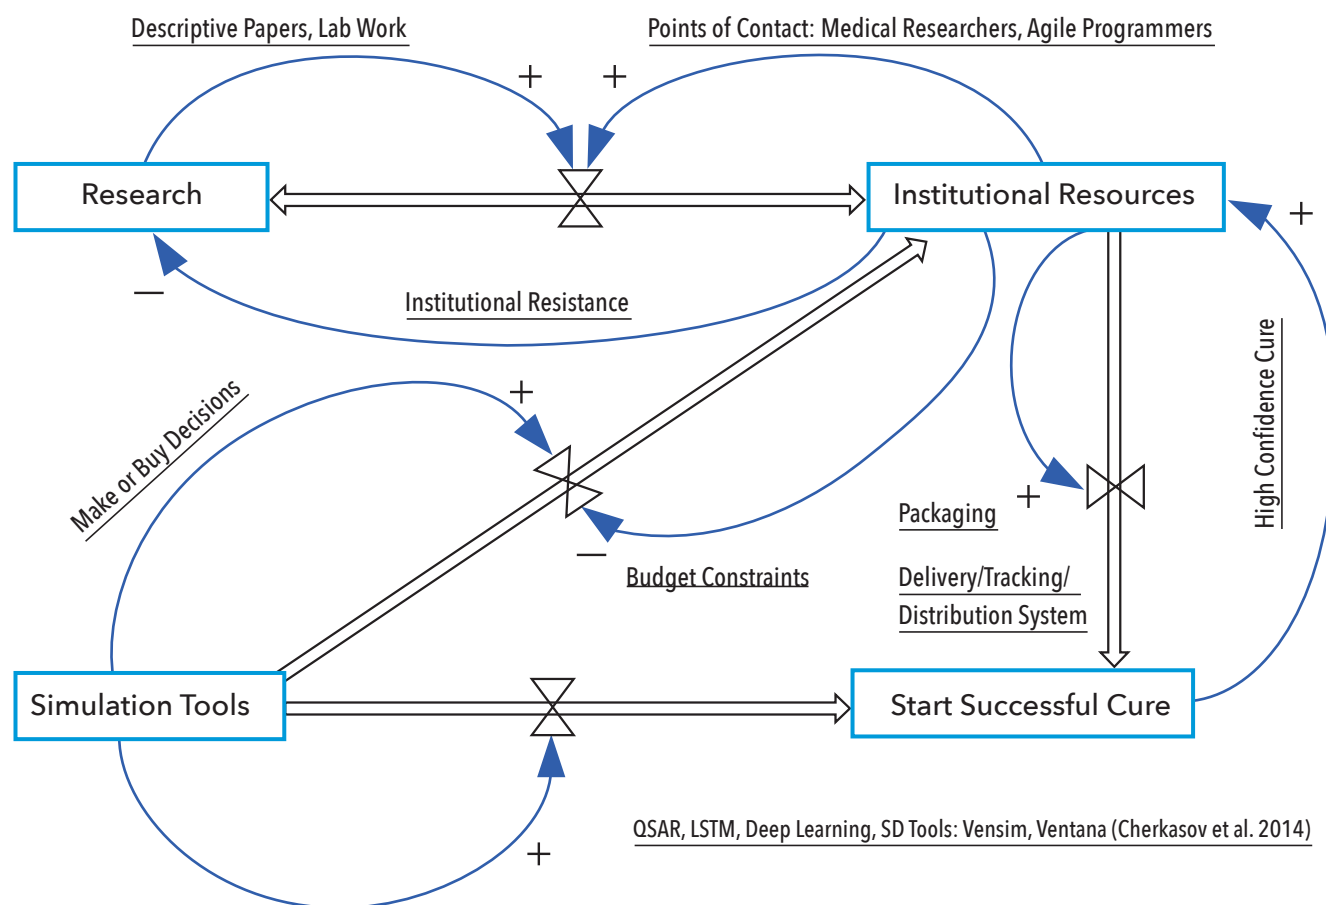 Descriptive Papers, Lab Work
Points of Contact: Medical Researchers, Agile Programmers
+
+
Research
Institutional Resources
+
—
Institutional Resistance
High Confidence Cure
Make or Buy Decisions
+
+
Packaging
—
Budget Constraints
Delivery/Tracking/
Distribution System
Simulation Tools
Start Successful Cure
QSAR, LSTM, Deep Learning, SD Tools: Vensim, Ventana (Cherkasov et al. 2014)
+